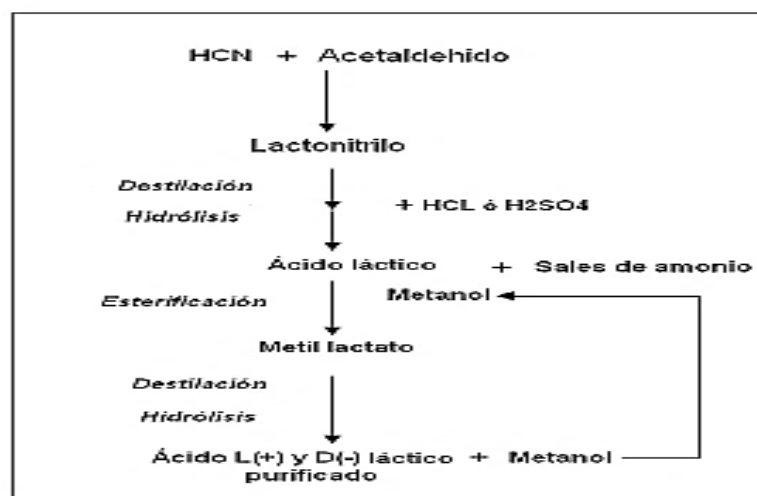 HCN + Acetaldehido
Lactonitrilo
Destilación
Hidrólisis
+ HCL ó H2SO4
Ácido láctico + Sales de amonio
Metanol
Esterificación
Metil lactato
Destilación
Hidrólisis
Ácido L(+) y D(-) láctico + Metanol
purificado